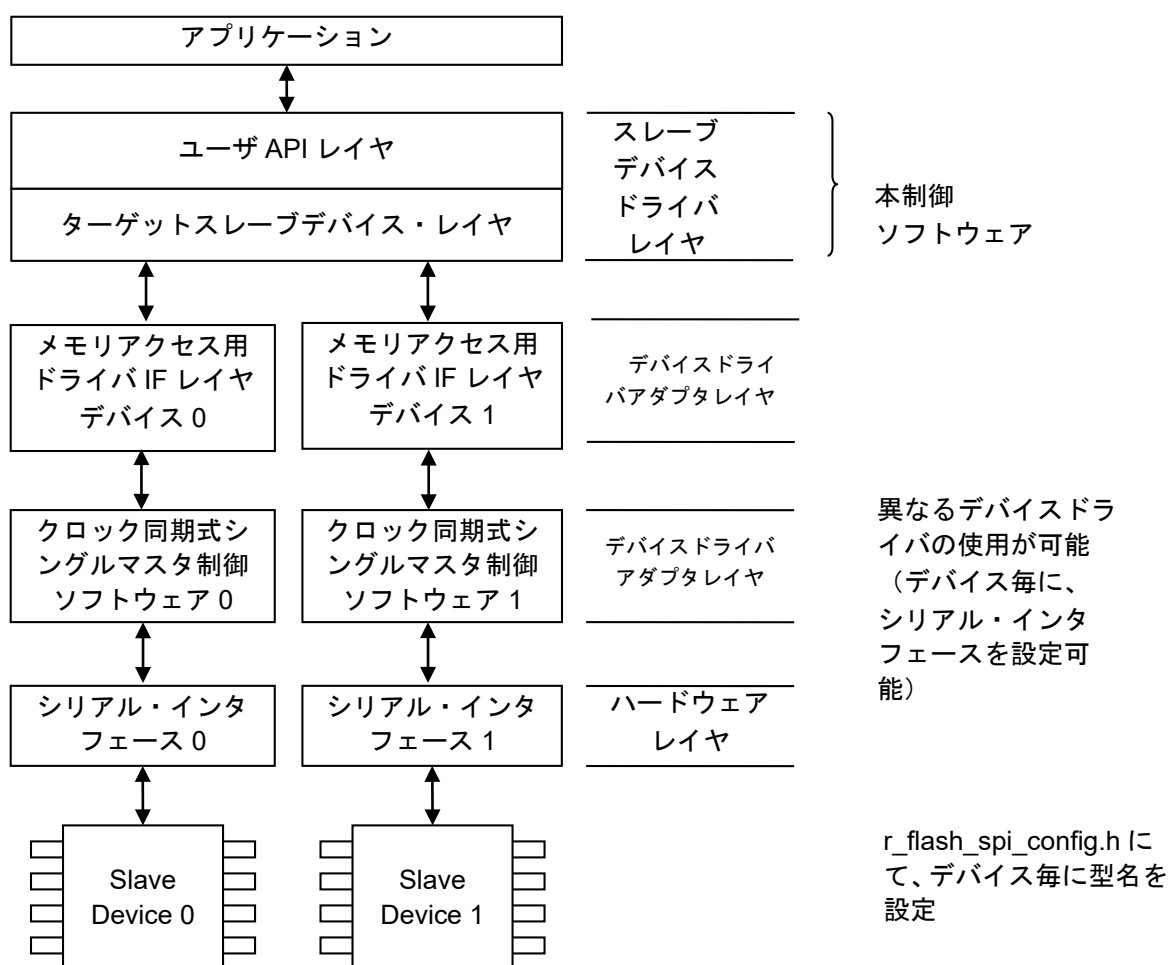 アプリケーション
ユーザ API レイヤ
ターゲットスレーブデバイス・レイヤ
スレーブ
デバイス
ドライバ
レイヤ
本制御
ソフトウェア
メモリアクセス用
ドライバ IF レイヤ
デバイス 0
メモリアクセス用
ドライバ IF レイヤ
デバイス 1
デバイスドライ
バアダプタレイヤ
クロック同期式シ
ングルマスタ制御
ソフトウェア 0
クロック同期式シ
ングルマスタ制御
ソフトウェア 1
デバイスドライバ
アダプタレイヤ
異なるデバイスドラ
イバの使用が可能
（デバイス毎に、
シリアル・インタ
フェースを設定可
能）
シリアル・インタ
フェース 0
シリアル・インタ
フェース 1
ハードウェア
レイヤ
Slave
Device 0
Slave
Device 1
r_flash_spi_config.h に
て、デバイス毎に型名を
設定